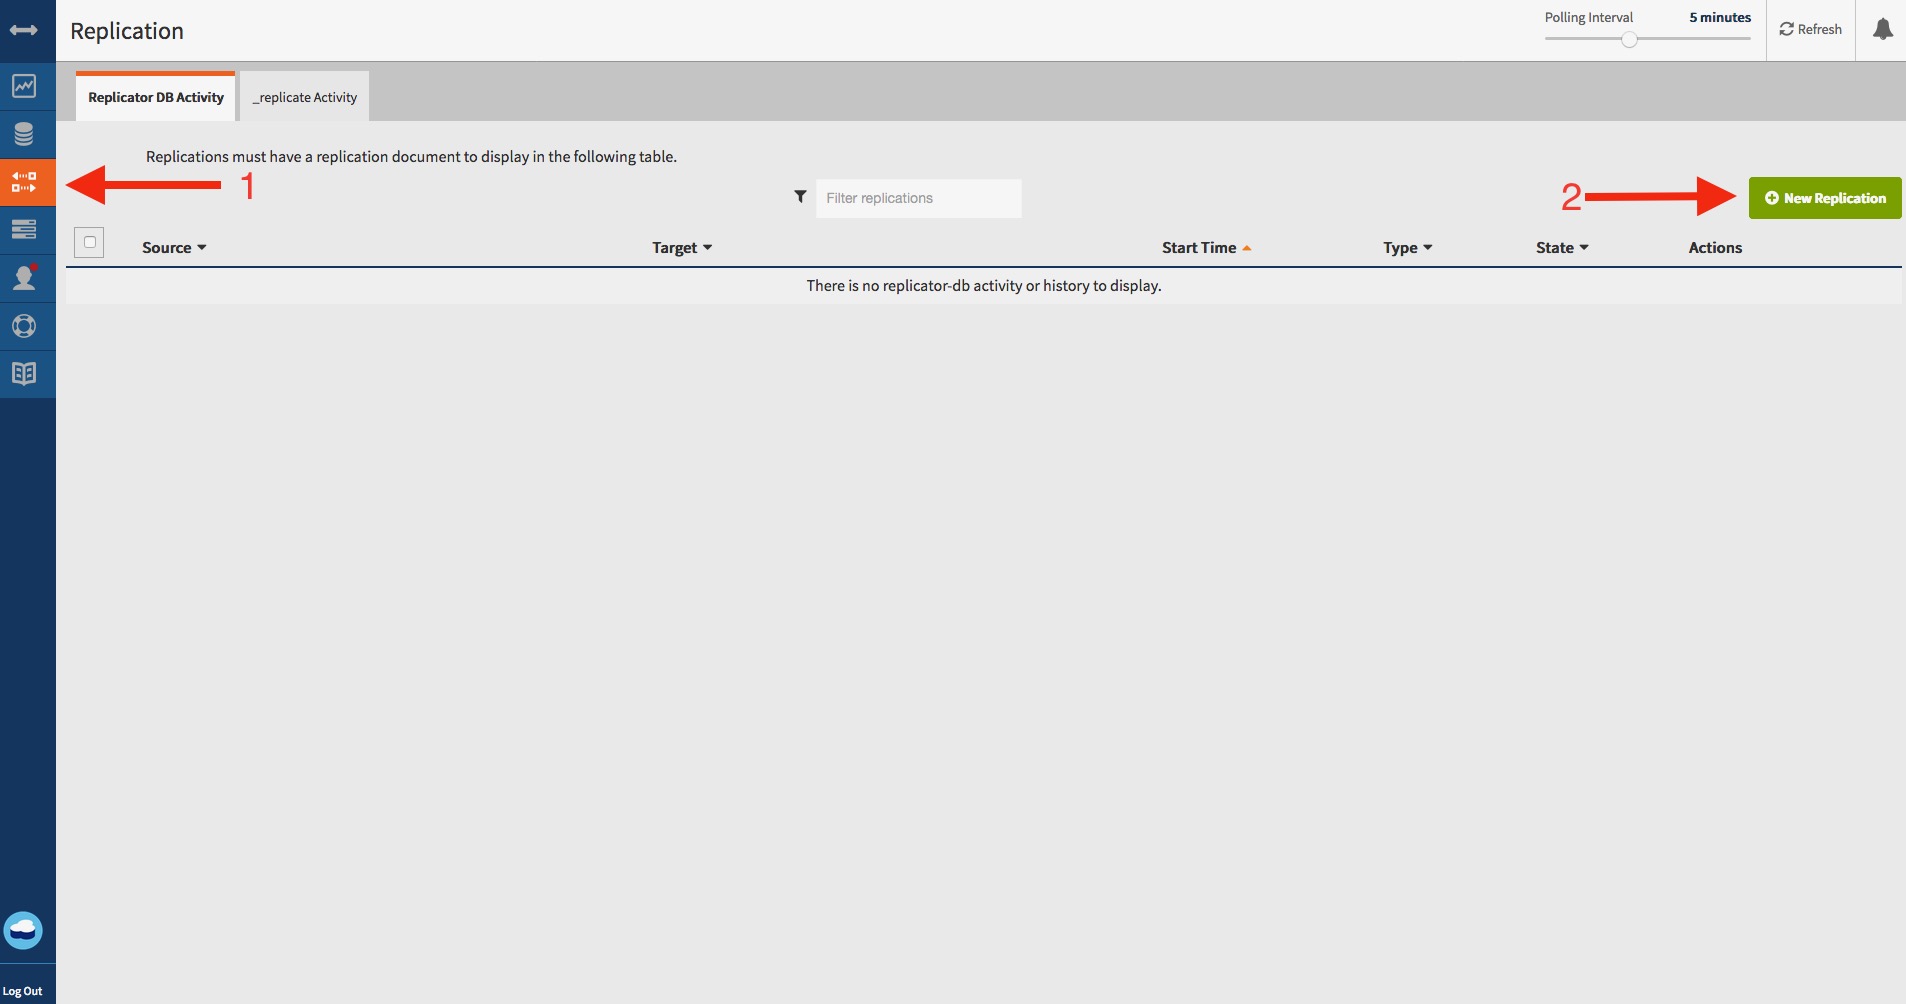 Replication
Polling Interval 5 minutes
Refresh
Replicator DB Activity
_replicate Activity
Replications must have a replication document to display in the following table.
1
Filter replications
2
New Replication
Source Target Start Time Type State Actions
There is no replicator-db activity or history to display.
Log Out